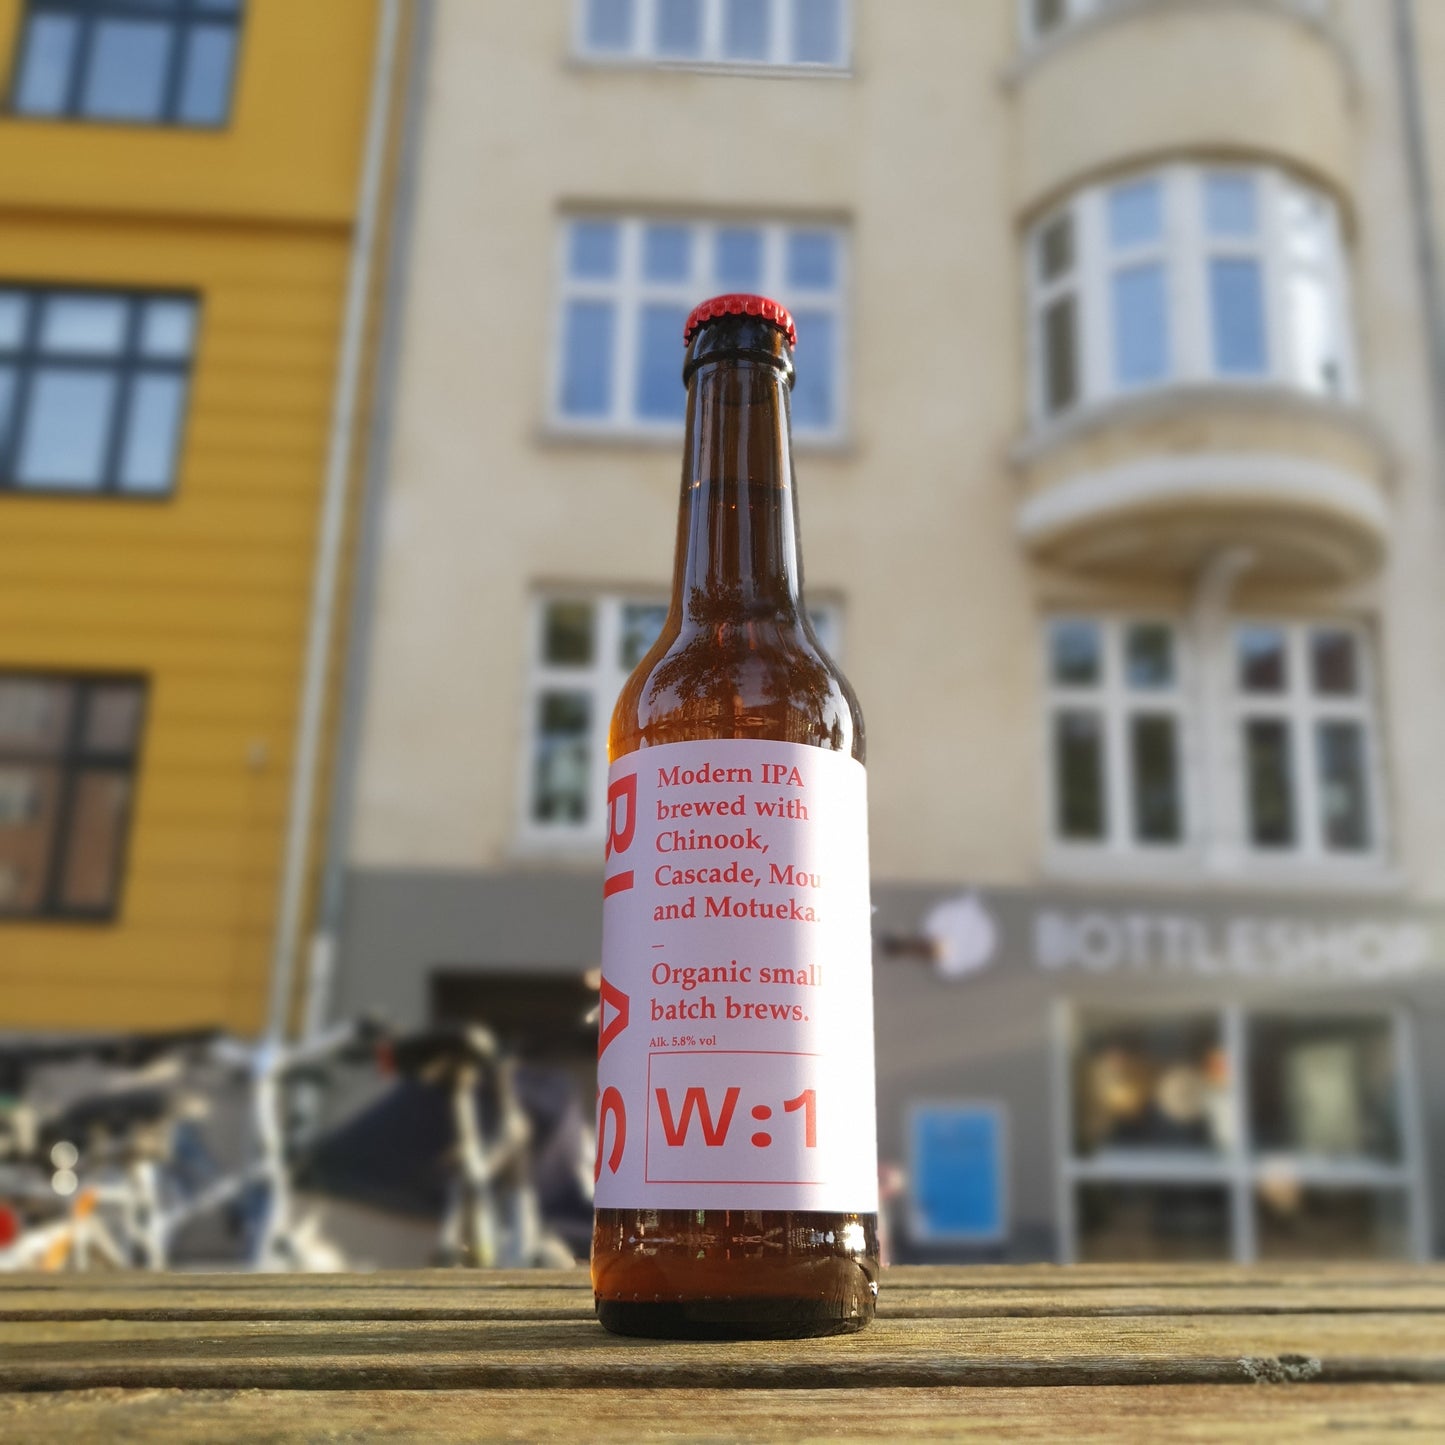 Modern IPA
brewed with
Chinook,
Cascade, Mou
and Motueka.
–
Organic small
batch brews.
Alk. 5.8% vol
W:1
SAIB
BOTTLESHOP